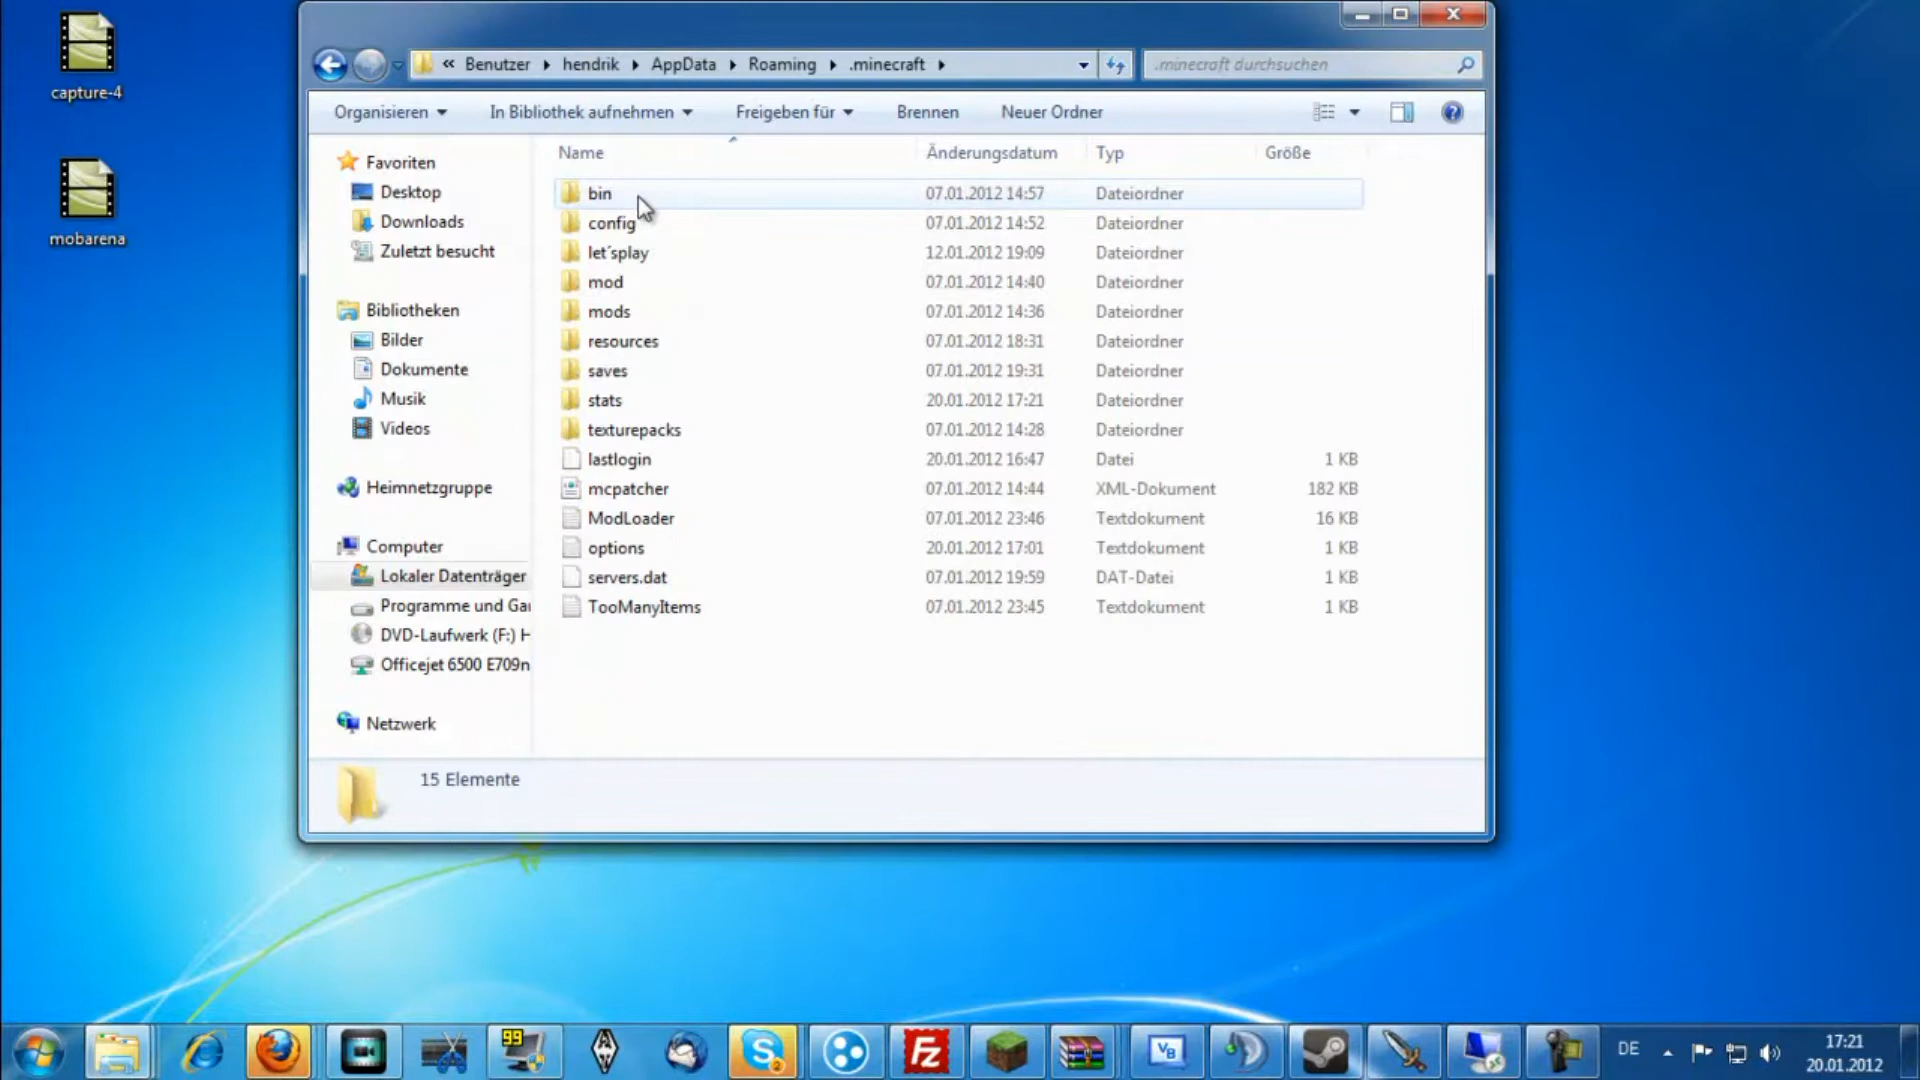 capture-4
mobarena
« Benutzer ▸ hendrik ▸ AppData ▸ Roaming ▸ .minecraft ▸
.minecraft durchsuchen
Organisieren In Bibliothek aufnehmen Freigeben für Brennen Neuer Ordner
Name Änderungsdatum Typ Größe
Favoriten
Desktop
Downloads
Zuletzt besucht
Bibliotheken
Bilder
Dokumente
Musik
Videos
Heimnetzgruppe
Computer
Lokaler Datenträger
Programme und Gai
DVD-Laufwerk (F:) H
Officejet 6500 E709n
Netzwerk
bin 07.01.2012 14:57 Dateiordner
config 07.01.2012 14:52 Dateiordner
let´splay 12.01.2012 19:09 Dateiordner
mod 07.01.2012 14:40 Dateiordner
mods 07.01.2012 14:36 Dateiordner
resources 07.01.2012 18:31 Dateiordner
saves 07.01.2012 19:31 Dateiordner
stats 20.01.2012 17:21 Dateiordner
texturepacks 07.01.2012 14:28 Dateiordner
lastlogin 20.01.2012 16:47 Datei 1 KB
mcpatcher 07.01.2012 14:44 XML-Dokument 182 KB
ModLoader 07.01.2012 23:46 Textdokument 16 KB
options 20.01.2012 17:01 Textdokument 1 KB
servers.dat 07.01.2012 19:59 DAT-Datei 1 KB
TooManyItems 07.01.2012 23:45 Textdokument 1 KB
15 Elemente
99
S
2
FZ
VB
DE
17:21
20.01.2012